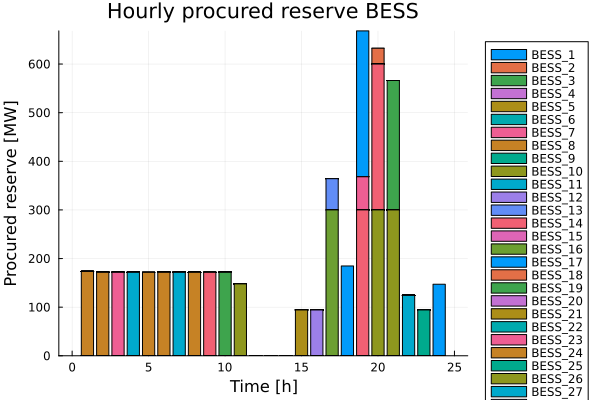 Hourly procured reserve BESS
Procured reserve [MW]
600
500
400
300
200
100
0
0 5 10 15 20 25
Time [h]
BESS_1
BESS_2
BESS_3
BESS_4
BESS_5
BESS_6
BESS_7
BESS_8
BESS_9
BESS_10
BESS_11
BESS_12
BESS_13
BESS_14
BESS_15
BESS_16
BESS_17
BESS_18
BESS_19
BESS_20
BESS_21
BESS_22
BESS_23
BESS_24
BESS_25
BESS_26
BESS_27